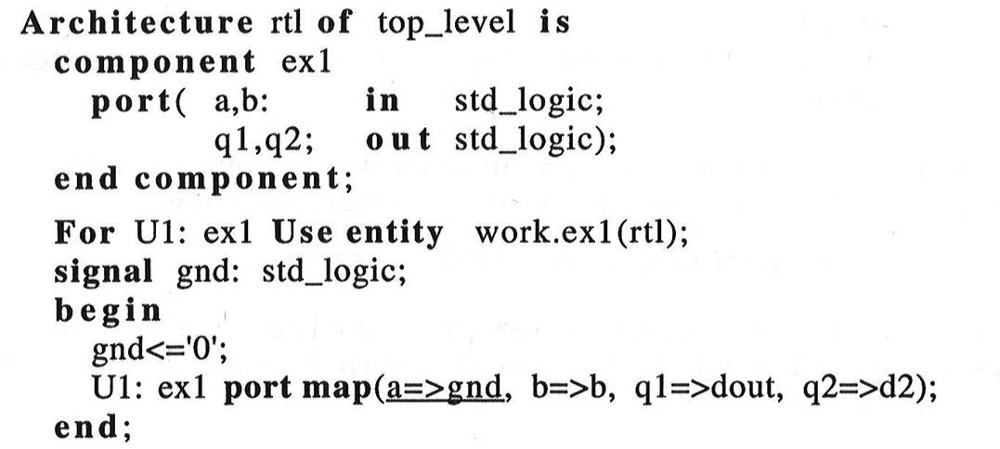 Architecture rtl of top_level is
component ex1
port( a,b: in std_logic;
q1,q2; out std_logic);
end component;
For U1: ex1 Use entity work.ex1(rtl);
signal gnd: std_logic;
begin
gnd<='0';
U1: ex1 port map(a=>gnd, b=>b, q1=>dout, q2=>d2);
end;